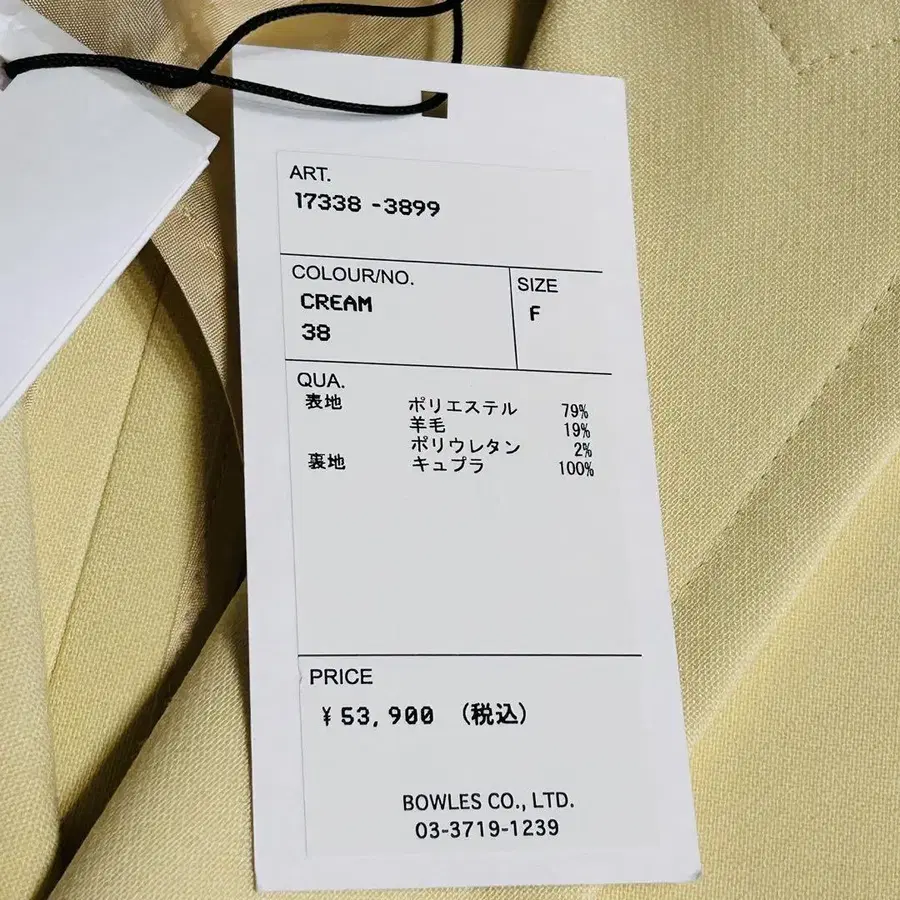 ART.
17338 -3899
COLOUR/NO.
CREAM
38
SIZE
F
QUA.
表地 ポリエステル 79%
羊毛 19%
ポリウレタン 2%
裏地 キュプラ 100%
PRICE
¥53,900 (税込)
BOWLES CO., LTD.
03-3719-1239